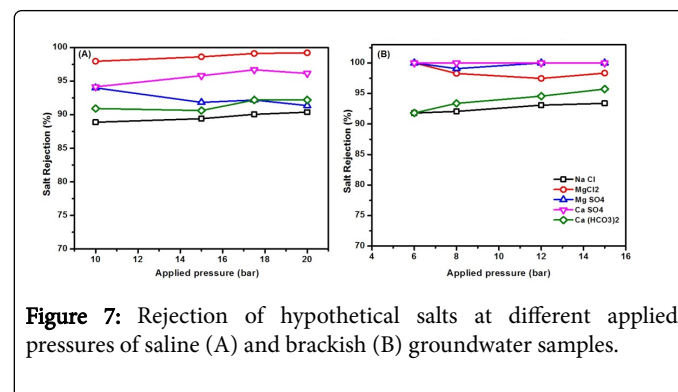 (A)
100
95
90
85
80
75
70
10
12
14
16
18
20
Salt Rejection (%)
Applied pressure (bar)
(B)
100
95
90
85
80
75
70
4
6
8
10
12
14
16
Salt Rejection (%)
Applied pressure (bar)
Na Cl
MgCl2
Mg SO4
Ca SO4
Ca (HCO3)2
Figure 7: Rejection of hypothetical salts at different applied
pressures of saline (A) and brackish (B) groundwater samples.